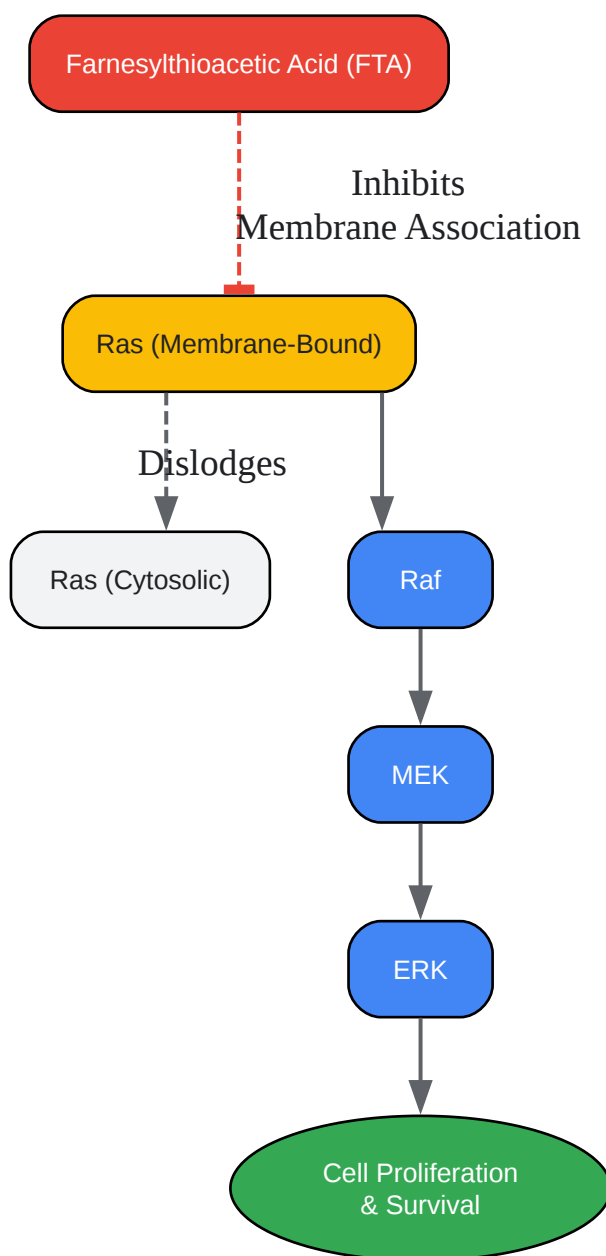 Farnesylthioacetic Acid (FTA)
Inhibits
Membrane Association
Ras (Membrane-Bound)
Dislodges
Ras (Cytosolic)
Raf
MEK
ERK
Cell Proliferation
& Survival